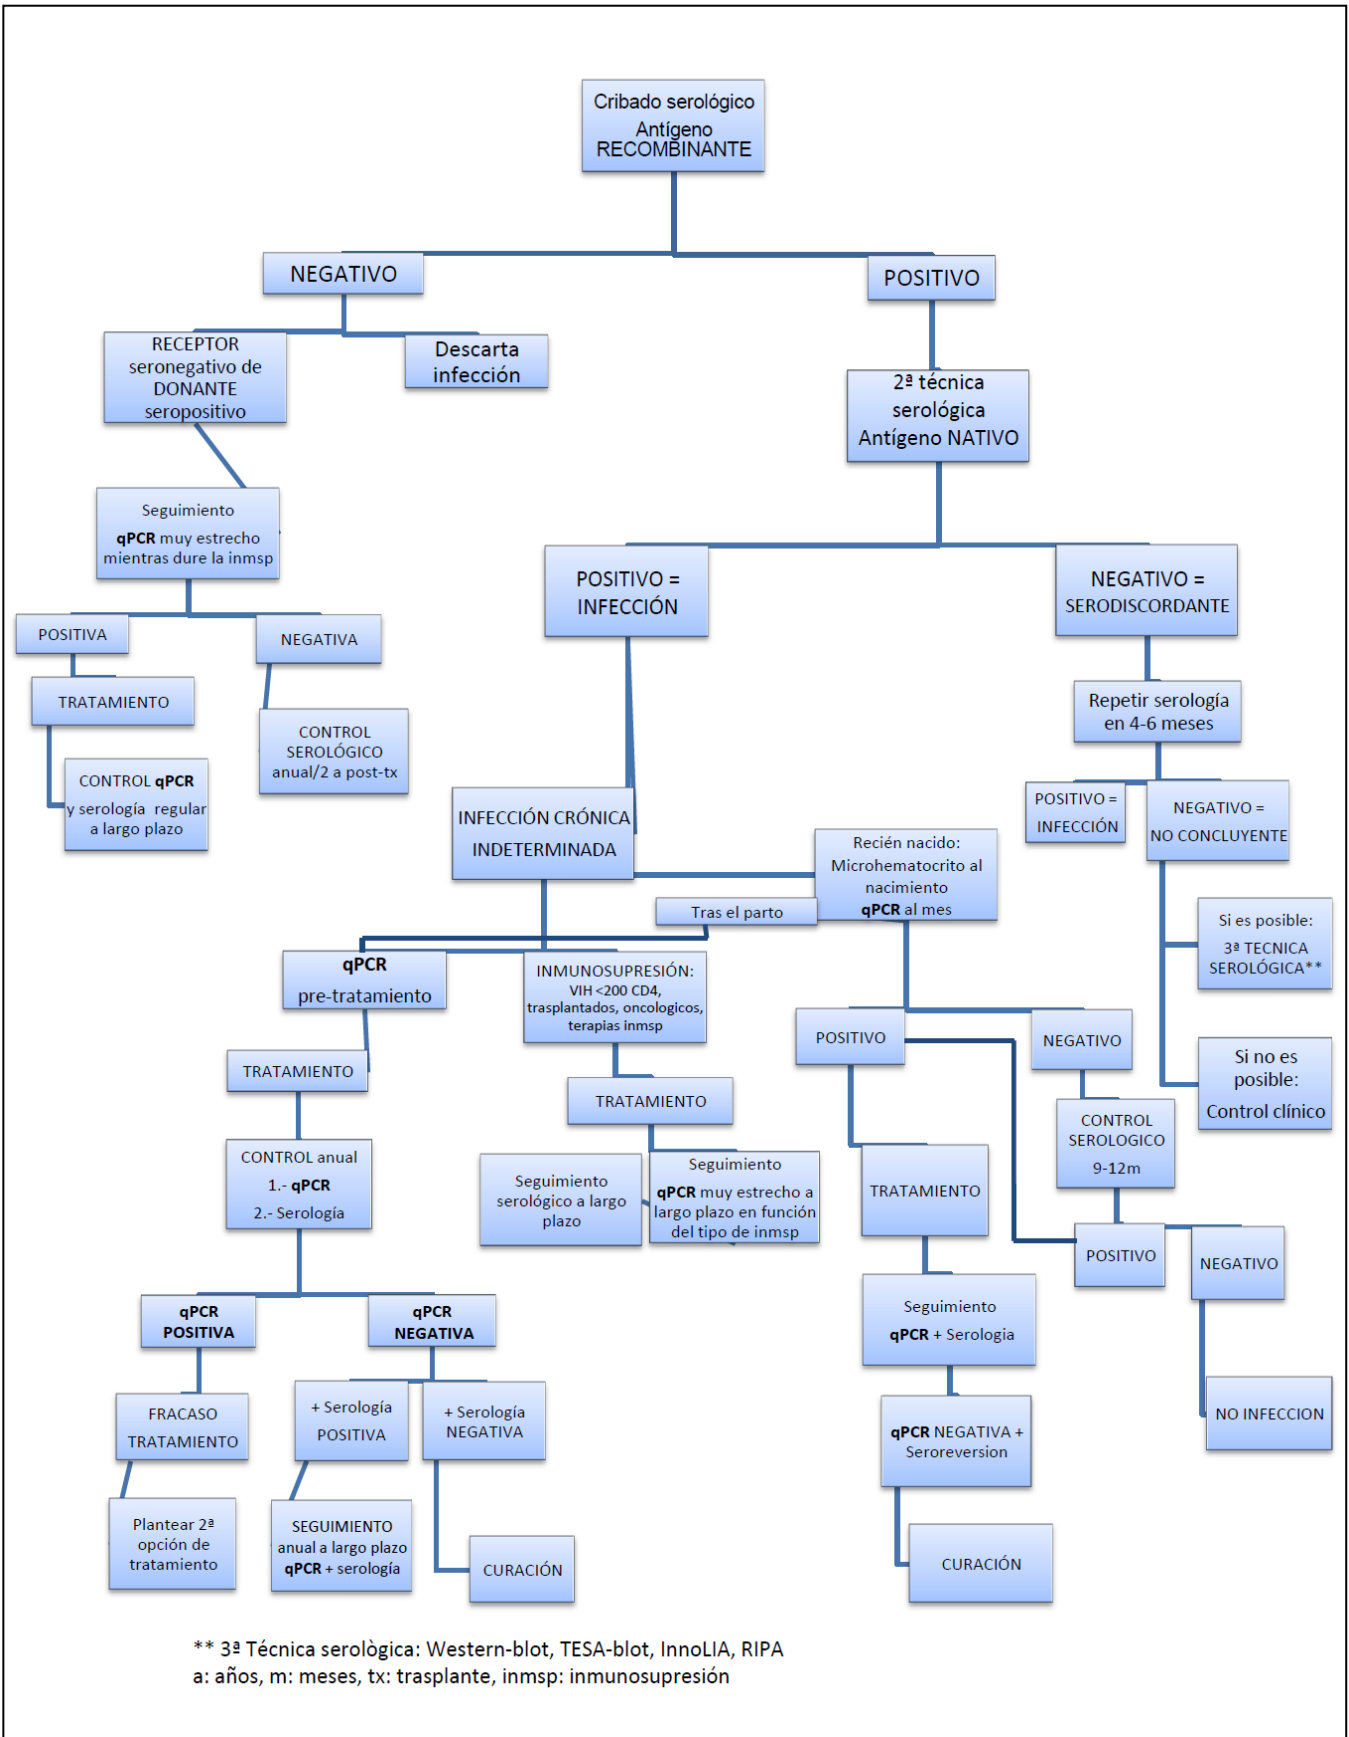 Cribado serológico
Antígeno
RECOMBINANTE
NEGATIVO
POSITIVO
RECEPTOR
seronegativo de
DONANTE
seropositivo
Descarta
infección
2ª técnica
serológica
Antígeno NATIVO
Seguimiento
qPCR muy estrecho
mientras dure la inmsp
POSITIVO =
INFECCIÓN
NEGATIVO =
SERODISCORDANTE
POSITIVA
NEGATIVA
TRATAMIENTO
CONTROL
SEROLÓGICO
anual/2 a post-tx
CONTROL qPCR
y serología regular
a largo plazo
Repetir serología
en 4-6 meses
POSITIVO =
INFECCIÓN
NEGATIVO =
NO CONCLUYENTE
INFECCIÓN CRÓNICA
INDETERMINADA
Recién nacido:
Microhematocrito al
nacimiento
qPCR al mes
Tras el parto
Si es posible:
3ª TECNICA
SEROLÓGICA**
Si no es
posible:
Control clínico
qPCR
pre-tratamiento
INMUNOSUPRESIÓN:
VIH <200 CD4,
trasplantados, oncologicos,
terapias inmsp
POSITIVO
NEGATIVO
TRATAMIENTO
TRATAMIENTO
CONTROL
SEROLOGICO
9-12m
CONTROL anual
1.- qPCR
2.- Serología
Seguimiento
serológico a largo
plazo
Seguimiento
qPCR muy estrecho a
largo plazo en función
del tipo de inmsp
TRATAMIENTO
POSITIVO
NEGATIVO
qPCR
POSITIVA
qPCR
NEGATIVA
Seguimiento
qPCR + Serologia
FRACASO
TRATAMIENTO
+ Serología
POSITIVA
+ Serología
NEGATIVA
qPCR NEGATIVA +
Seroreversion
NO INFECCION
Plantear 2ª
opción de
tratamiento
SEGUIMIENTO
anual a largo plazo
qPCR + serología
CURACIÓN
CURACIÓN
** 3ª Técnica serològica: Western-blot, TESA-blot, InnoLIA, RIPA
a: años, m: meses, tx: trasplante, inmsp: inmunosupresión